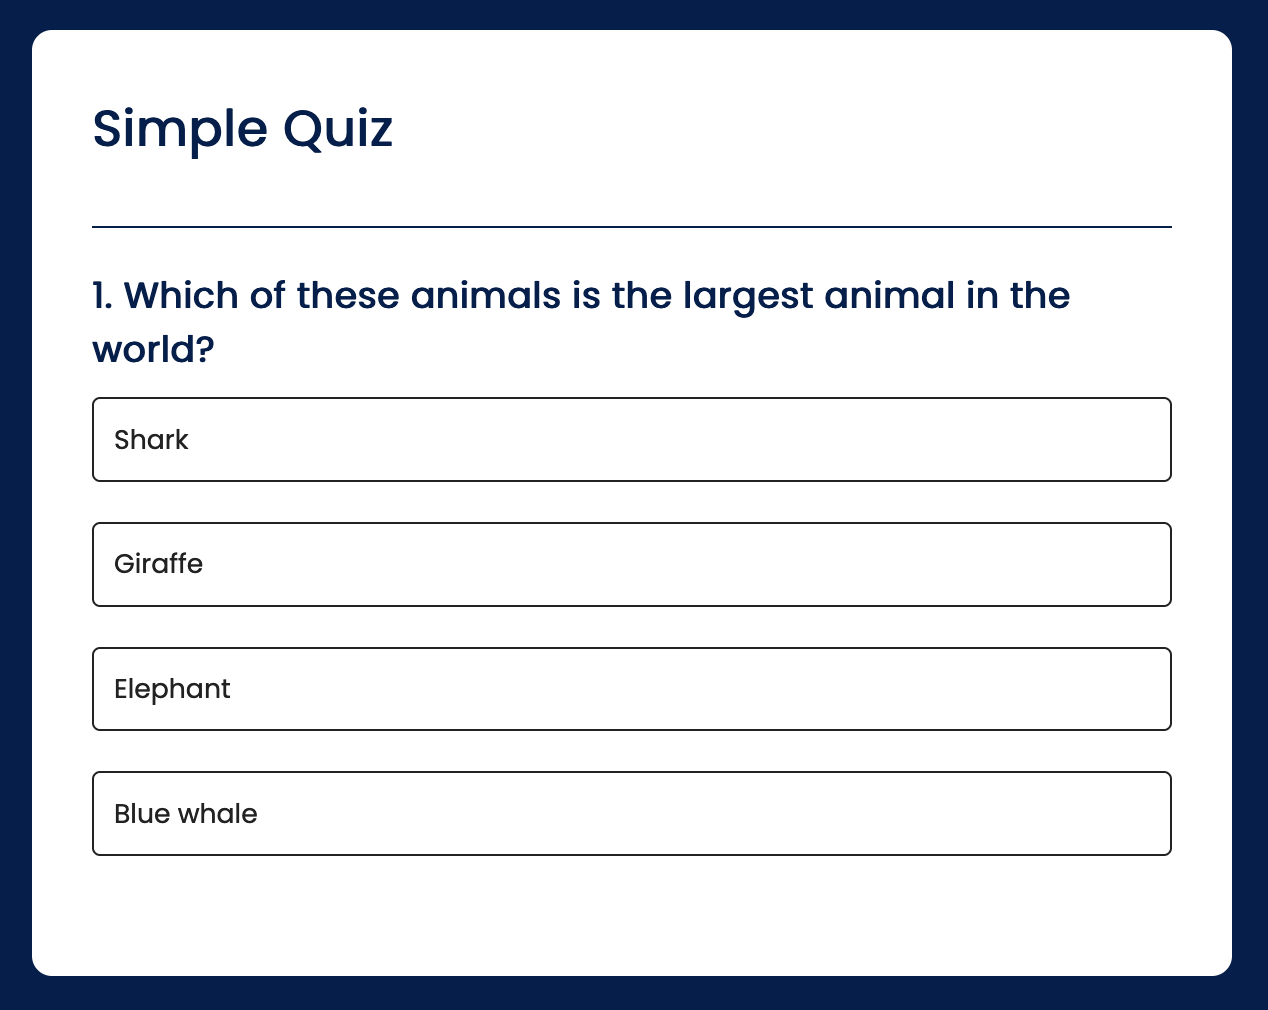 Simple Quiz
1. Which of these animals is the largest animal in the
world?
Shark
Giraffe
Elephant
Blue whale